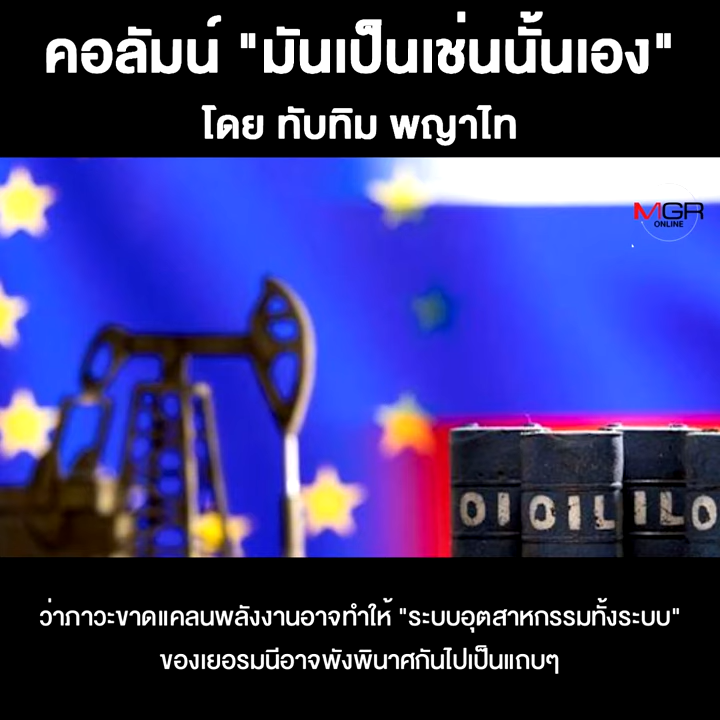 คอลัมน์ "มันเป็นเช่นนั้นเอง"
โดย ทับทิม พญาไท
MGR
ONLINE
OI OIL IL O
ว่าภาวะขาดแคลนพลังงานอาจทำให้ "ระบบอุตสาหกรรมทั้งระบบ"
ของเยอรมนีอาจพังพินาศกันไปเป็นแถบๆ